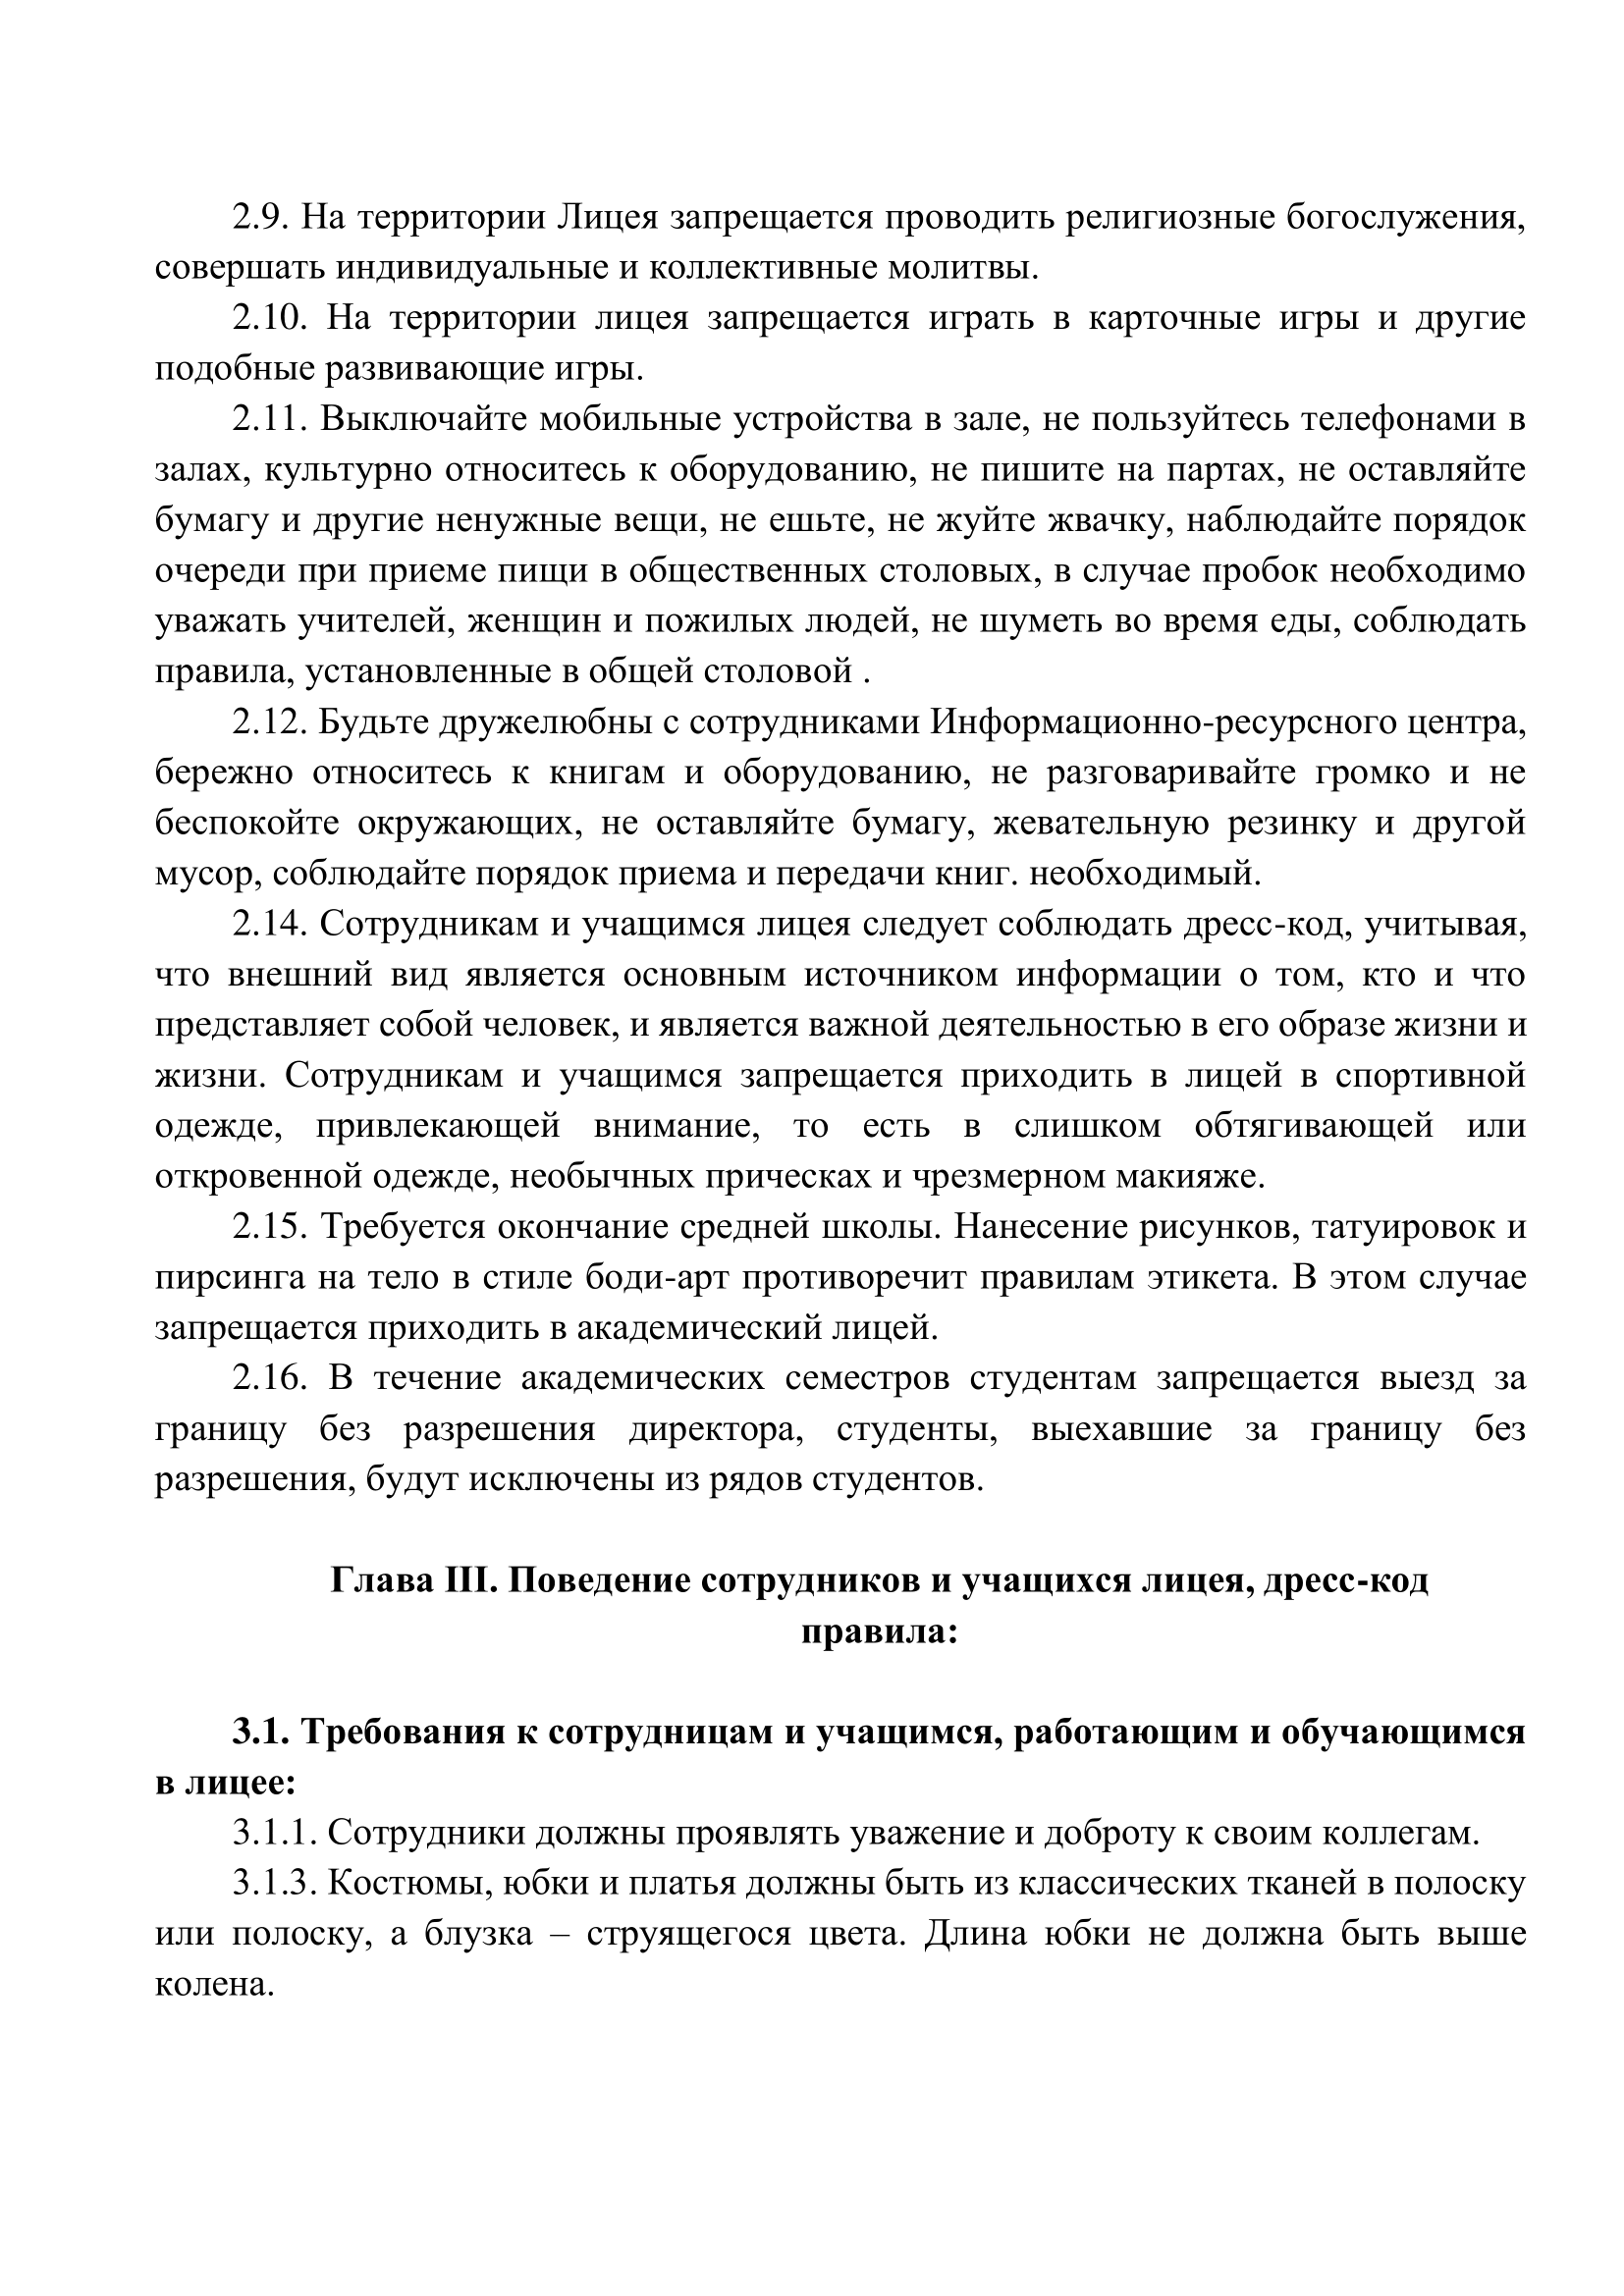 2.9. На территории Лицея запрещается проводить религиозные богослужения,
совершать индивидуальные и коллективные молитвы.
2.10. На территории лицея запрещается играть в карточные игры и другие
подобные развивающие игры.
2.11. Выключайте мобильные устройства в зале, не пользуйтесь телефонами в
залах, культурно относитесь к оборудованию, не пишите на партах, не оставляйте
бумагу и другие ненужные вещи, не ешьте, не жуйте жвачку, наблюдайте порядок
очереди при приеме пищи в общественных столовых, в случае пробок необходимо
уважать учителей, женщин и пожилых людей, не шуметь во время еды, соблюдать
правила, установленные в общей столовой .
2.12. Будьте дружелюбны с сотрудниками Информационно-ресурсного центра,
бережно относитесь к книгам и оборудованию, не разговаривайте громко и не
беспокойте окружающих, не оставляйте бумагу, жевательную резинку и другой
мусор, соблюдайте порядок приема и передачи книг. необходимый.
2.14. Сотрудникам и учащимся лицея следует соблюдать дресс-код, учитывая,
что внешний вид является основным источником информации о том, кто и что
представляет собой человек, и является важной деятельностью в его образе жизни и
жизни. Сотрудникам и учащимся запрещается приходить в лицей в спортивной
одежде, привлекающей внимание, то есть в слишком обтягивающей или
откровенной одежде, необычных прическах и чрезмерном макияже.
2.15. Требуется окончание средней школы. Нанесение рисунков, татуировок и
пирсинга на тело в стиле боди-арт противоречит правилам этикета. В этом случае
запрещается приходить в академический лицей.
2.16. В течение академических семестров студентам запрещается выезд за
границу без разрешения директора, студенты, выехавшие за границу без
разрешения, будут исключены из рядов студентов.
Глава III. Поведение сотрудников и учащихся лицея, дресс-код
правила:
3.1. Требования к сотрудницам и учащимся, работающим и обучающимся
в лицее:
3.1.1. Сотрудники должны проявлять уважение и доброту к своим коллегам.
3.1.3. Костюмы, юбки и платья должны быть из классических тканей в полоску
или полоску, а блузка – струящегося цвета. Длина юбки не должна быть выше
колена.